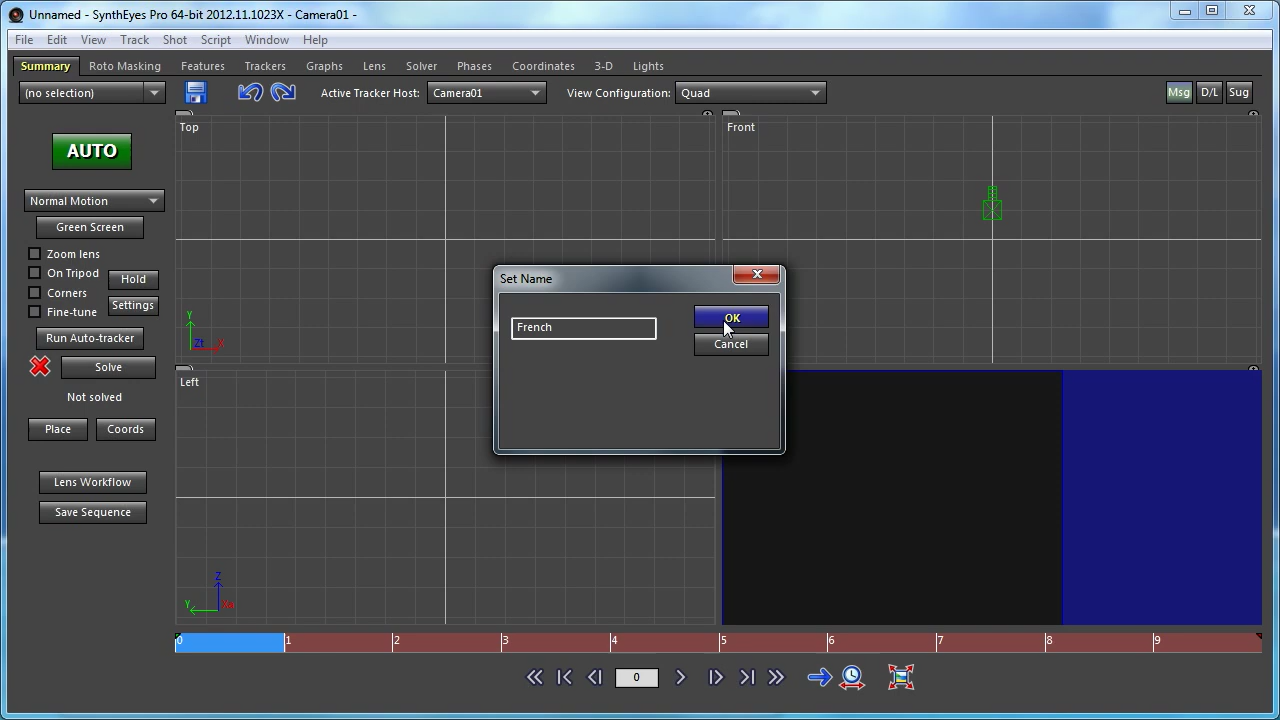 Unnamed - SynthEyes Pro 64-bit 2012.11.1023X - Camera01 -
File Edit View Track Shot Script Window Help
Summary Roto Masking Features Trackers Graphs Lens Solver Phases Coordinates 3-D Lights
(no selection) Active Tracker Host: Camera01 View Configuration: Quad Msg D/L Sug
Top
Front
AUTO
Normal Motion
Green Screen
Zoom lens
On Tripod
Hold
Corners
Settings
Fine-tune
Run Auto-tracker
Solve
Not solved
Place Coords
Lens Workflow
Save Sequence
Y
Zt X
Set Name
French
OK
Cancel
Left
Z
Y
0 1 2 3 4 5 6 7 8 9
0